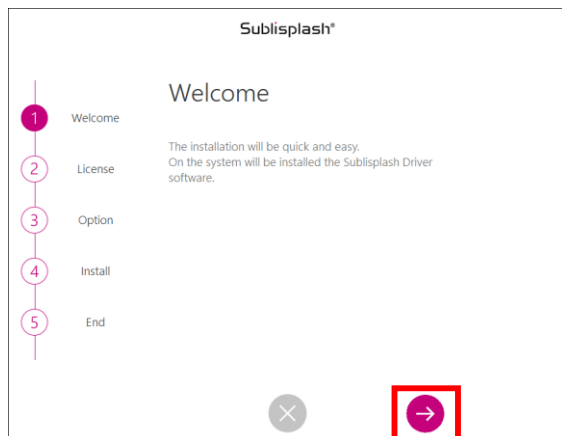 Sublisplash®
Welcome
1 Welcome
The installation will be quick and easy.
On the system will be installed the Sublisplash Driver
software.
2 License
3 Option
4 Install
5 End